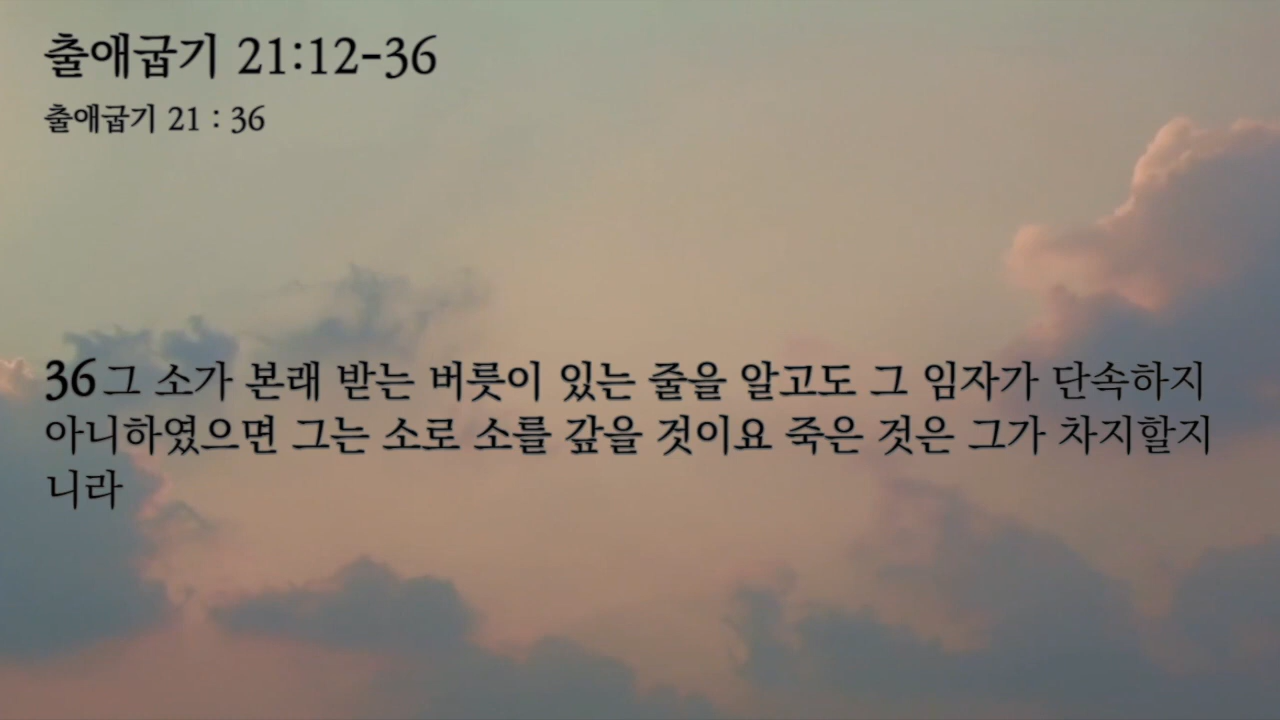 출애굽기 21:12-36
출애굽기 21 : 36
36그 소가 본래 받는 버릇이 있는 줄을 알고도 그 임자가 단속하지
아니하였으면 그는 소로 소를 갚을 것이요 죽은 것은 그가 차지할지
니라